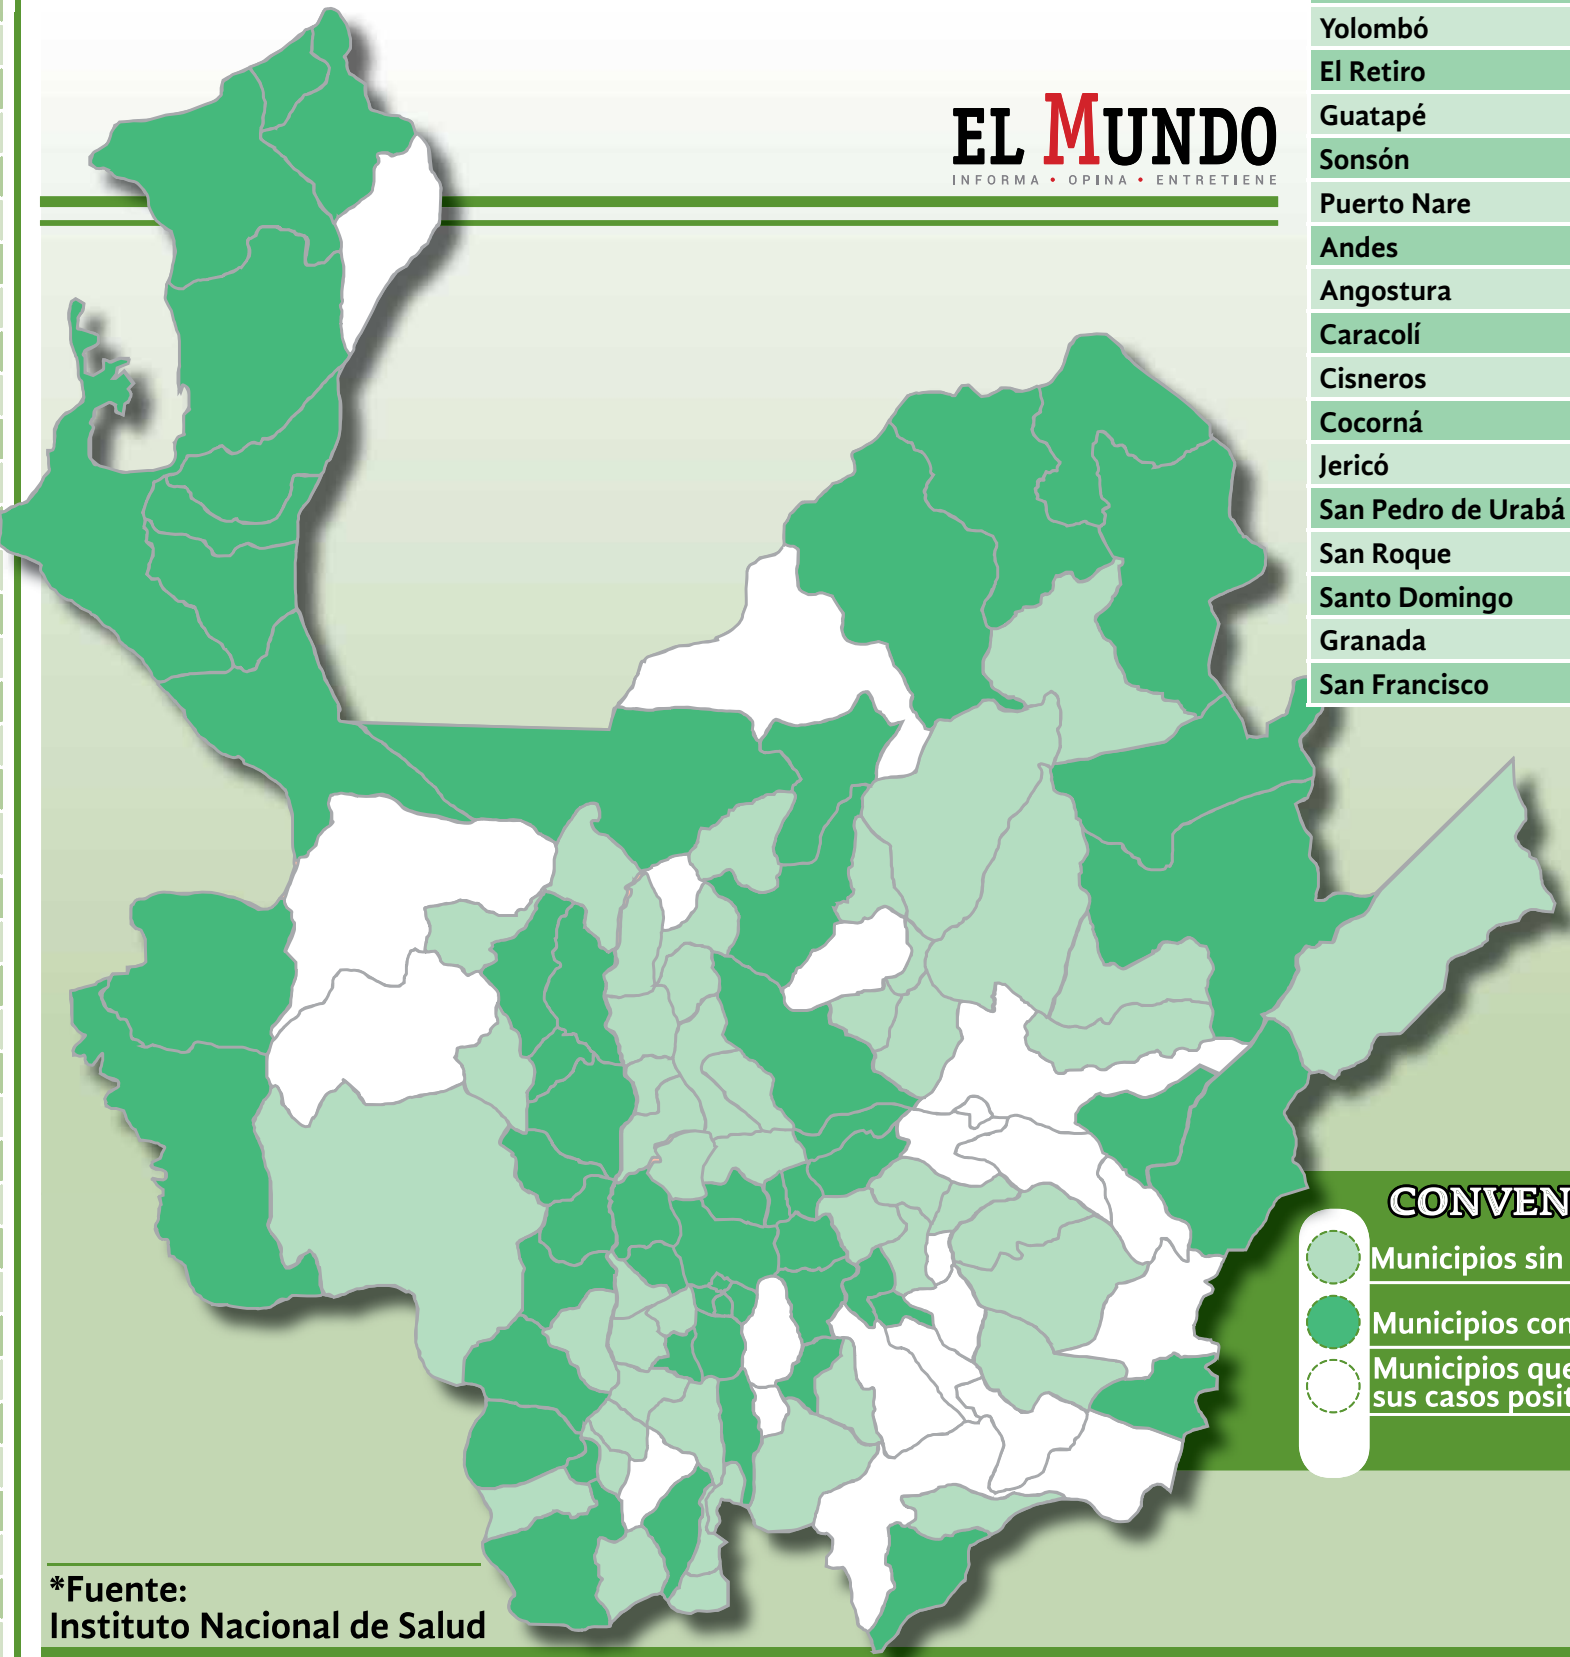 Yolombó
El Retiro
Guatapé
Sonsón
Puerto Nare
Andes
Angostura
Caracolí
Cisneros
Cocorná
Jericó
San Pedro de Urabá
San Roque
Santo Domingo
Granada
San Francisco
EL MUNDO
INFORMA • OPINA • ENTRETIENE
CONVEN
Municipios sin
Municipios con
Municipios que
sus casos posit
*Fuente:
Instituto Nacional de Salud